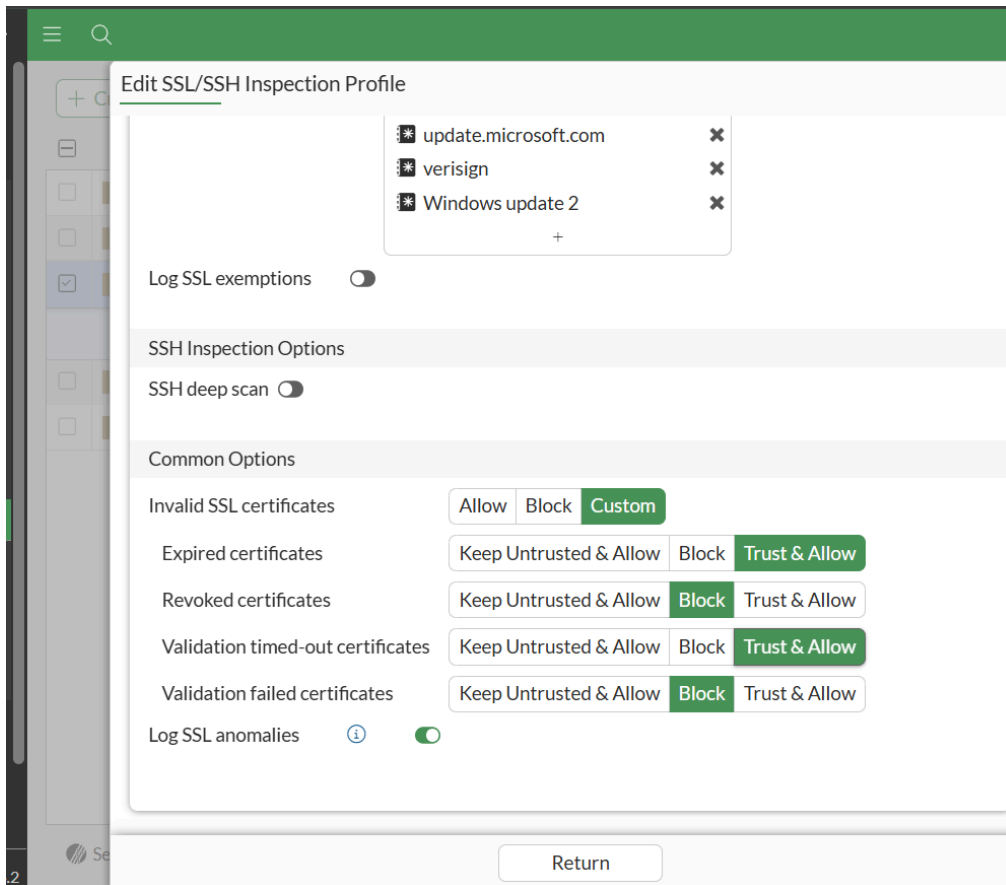 Edit SSL/SSH Inspection Profile
update.microsoft.com
verisign
Windows update 2
+
Log SSL exemptions
SSH Inspection Options
SSH deep scan
Common Options
Invalid SSL certificates Allow Block Custom
Expired certificates Keep Untrusted & Allow Block Trust & Allow
Revoked certificates Keep Untrusted & Allow Block Trust & Allow
Validation timed-out certificates Keep Untrusted & Allow Block Trust & Allow
Validation failed certificates Keep Untrusted & Allow Block Trust & Allow
Log SSL anomalies
Return
.2